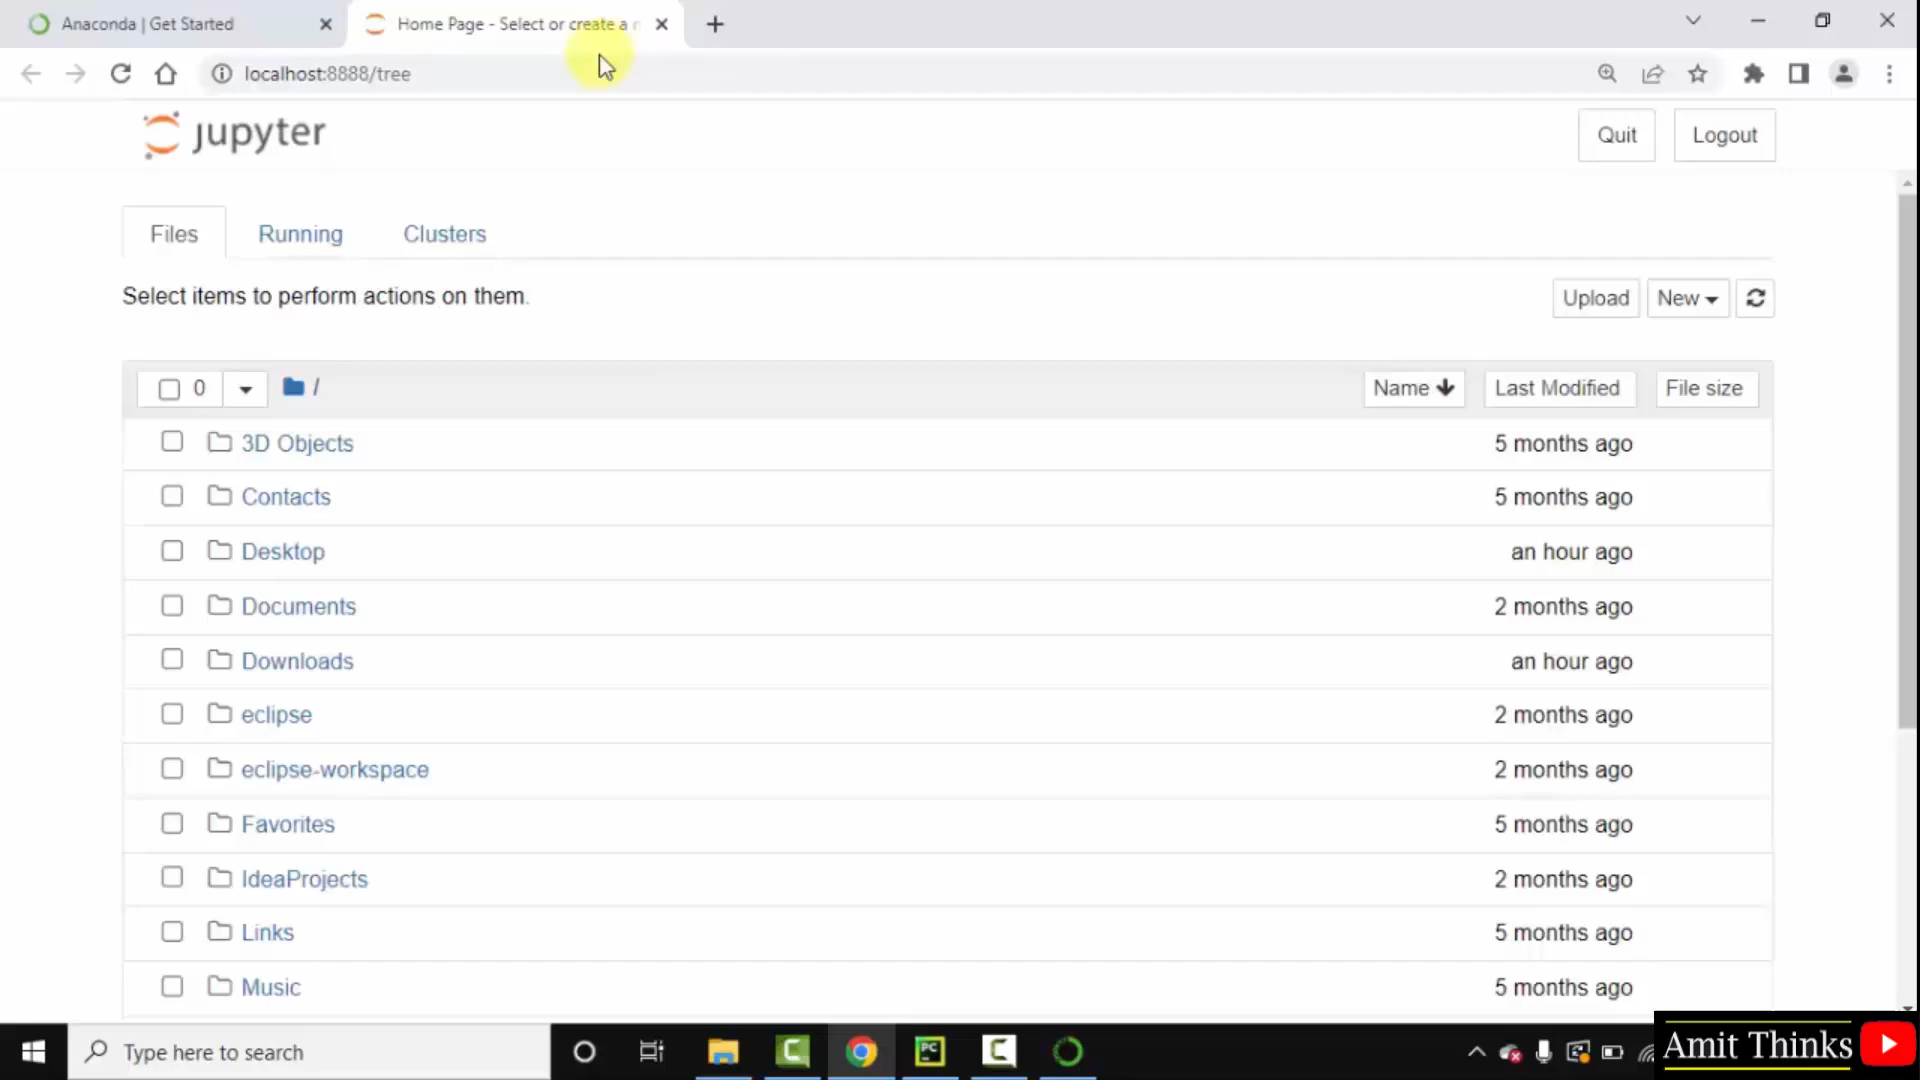 Anaconda | Get Started
Home Page - Select or create a n
localhost:8888/tree
jupyter
Quit
Logout
Files
Running
Clusters
Select items to perform actions on them.
Upload
New
0
/
Name
Last Modified
File size
3D Objects
5 months ago
Contacts
5 months ago
Desktop
an hour ago
Documents
2 months ago
Downloads
an hour ago
eclipse
2 months ago
eclipse-workspace
2 months ago
Favorites
5 months ago
IdeaProjects
2 months ago
Links
5 months ago
Music
5 months ago
Type here to search
PC
Amit Thinks